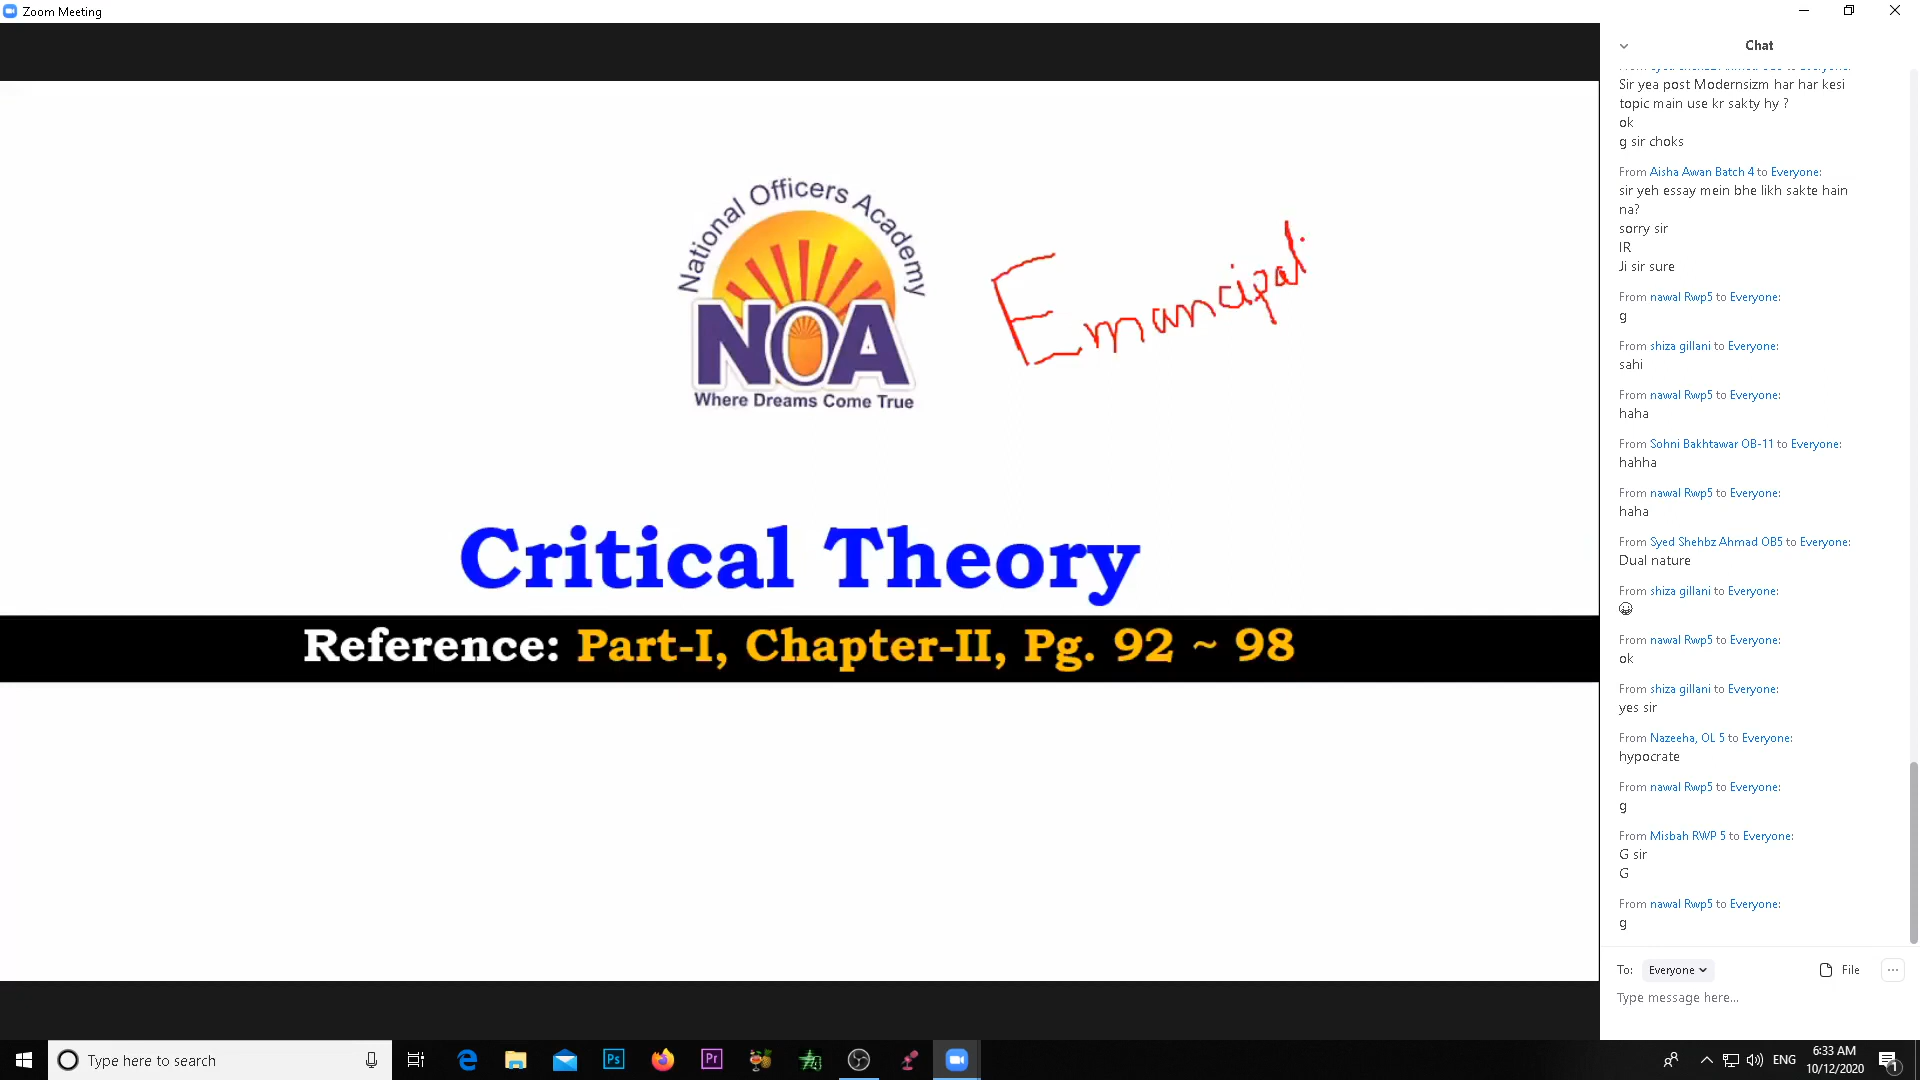 Zoom Meeting
National Officers Academy
NOA
Where Dreams Come True
Emancipati
Critical Theory
Reference: Part-I, Chapter-II, Pg. 92 ~ 98
Chat
Sir yea post Modernsizm har har kesi
topic main use kr sakty hy ?
ok
g sir choks
From Aisha Awan Batch 4 to Everyone:
sir yeh essay mein bhe likh sakte hain
na?
sorry sir
IR
Ji sir sure
From nawal Rwp5 to Everyone:
g
From shiza gillani to Everyone:
sahi
From nawal Rwp5 to Everyone:
haha
From Sohni Bakhtawar OB-11 to Everyone:
hahha
From nawal Rwp5 to Everyone:
haha
From Syed Shehbz Ahmad OB5 to Everyone:
Dual nature
From shiza gillani to Everyone:
😀
From nawal Rwp5 to Everyone:
ok
From shiza gillani to Everyone:
yes sir
From Nazeeha, OL 5 to Everyone:
hypocrate
From nawal Rwp5 to Everyone:
g
From Misbah RWP 5 to Everyone:
G sir
G
From nawal Rwp5 to Everyone:
g
To: Everyone File
Type message here...
Type here to search
Ps
Pr
ENG
6:33 AM
10/12/2020
1